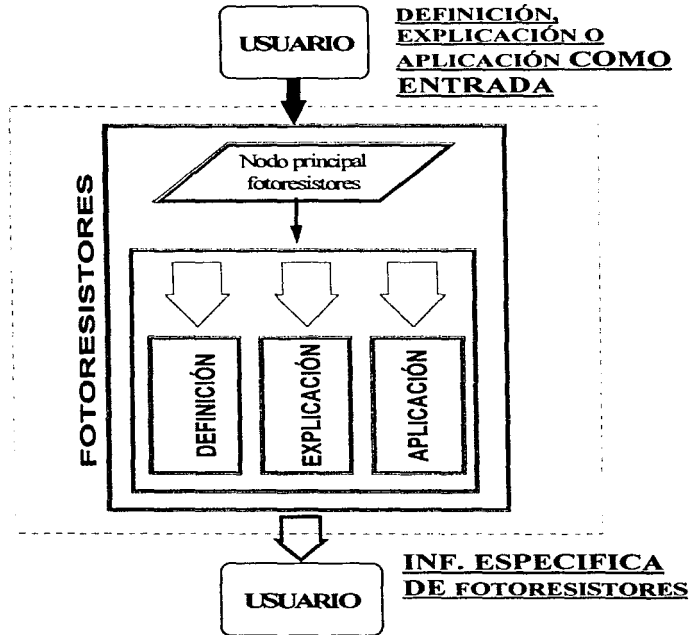 USUARIO
DEFINICIÓN,
EXPLICACIÓN O
APLICACIÓN COMO
ENTRADA
FOTORESISTORES
Nodo principal
fotoresistores
DEFINICIÓN
EXPLICACIÓN
APLICACIÓN
USUARIO
INF. ESPECIFICA
DE FOTORESISTORES